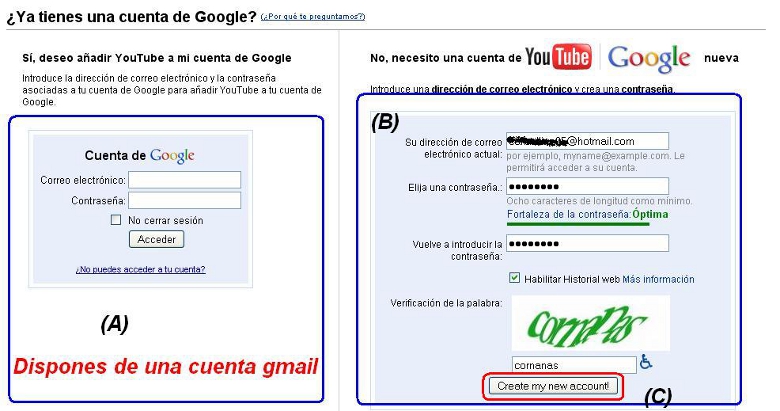 ¿Ya tienes una cuenta de Google? (¿Por qué te preguntamos?)
Sí, deseo añadir YouTube a mi cuenta de Google
Introduce la dirección de correo electrónico y la contraseña
asociadas a tu cuenta de Google para añadir YouTube a tu cuenta de
Google.
Cuenta de Google
Correo electrónico:
Contraseña:
No cerrar sesión
Acceder
¿No puedes acceder a tu cuenta?
(A)
Dispones de una cuenta gmail
No, necesito una cuenta de YouTube Google nueva
Introduce una dirección de correo electrónico y crea una contraseña.
(B)
Su dirección de correo
electrónico actual:
@hotmail.com
por ejemplo, myname@example.com. Le
permitirá acceder a su cuenta.
Elija una contraseña.: ●●●●●●●●
Ocho caracteres de longitud como mínimo.
Fortaleza de la contraseña: Óptima
Vuelve a introducir la
contraseña:
●●●●●●●●
Habilitar Historial web Más información
Verificación de la palabra:
cornanas
cornanas
Create my new account!
(C)